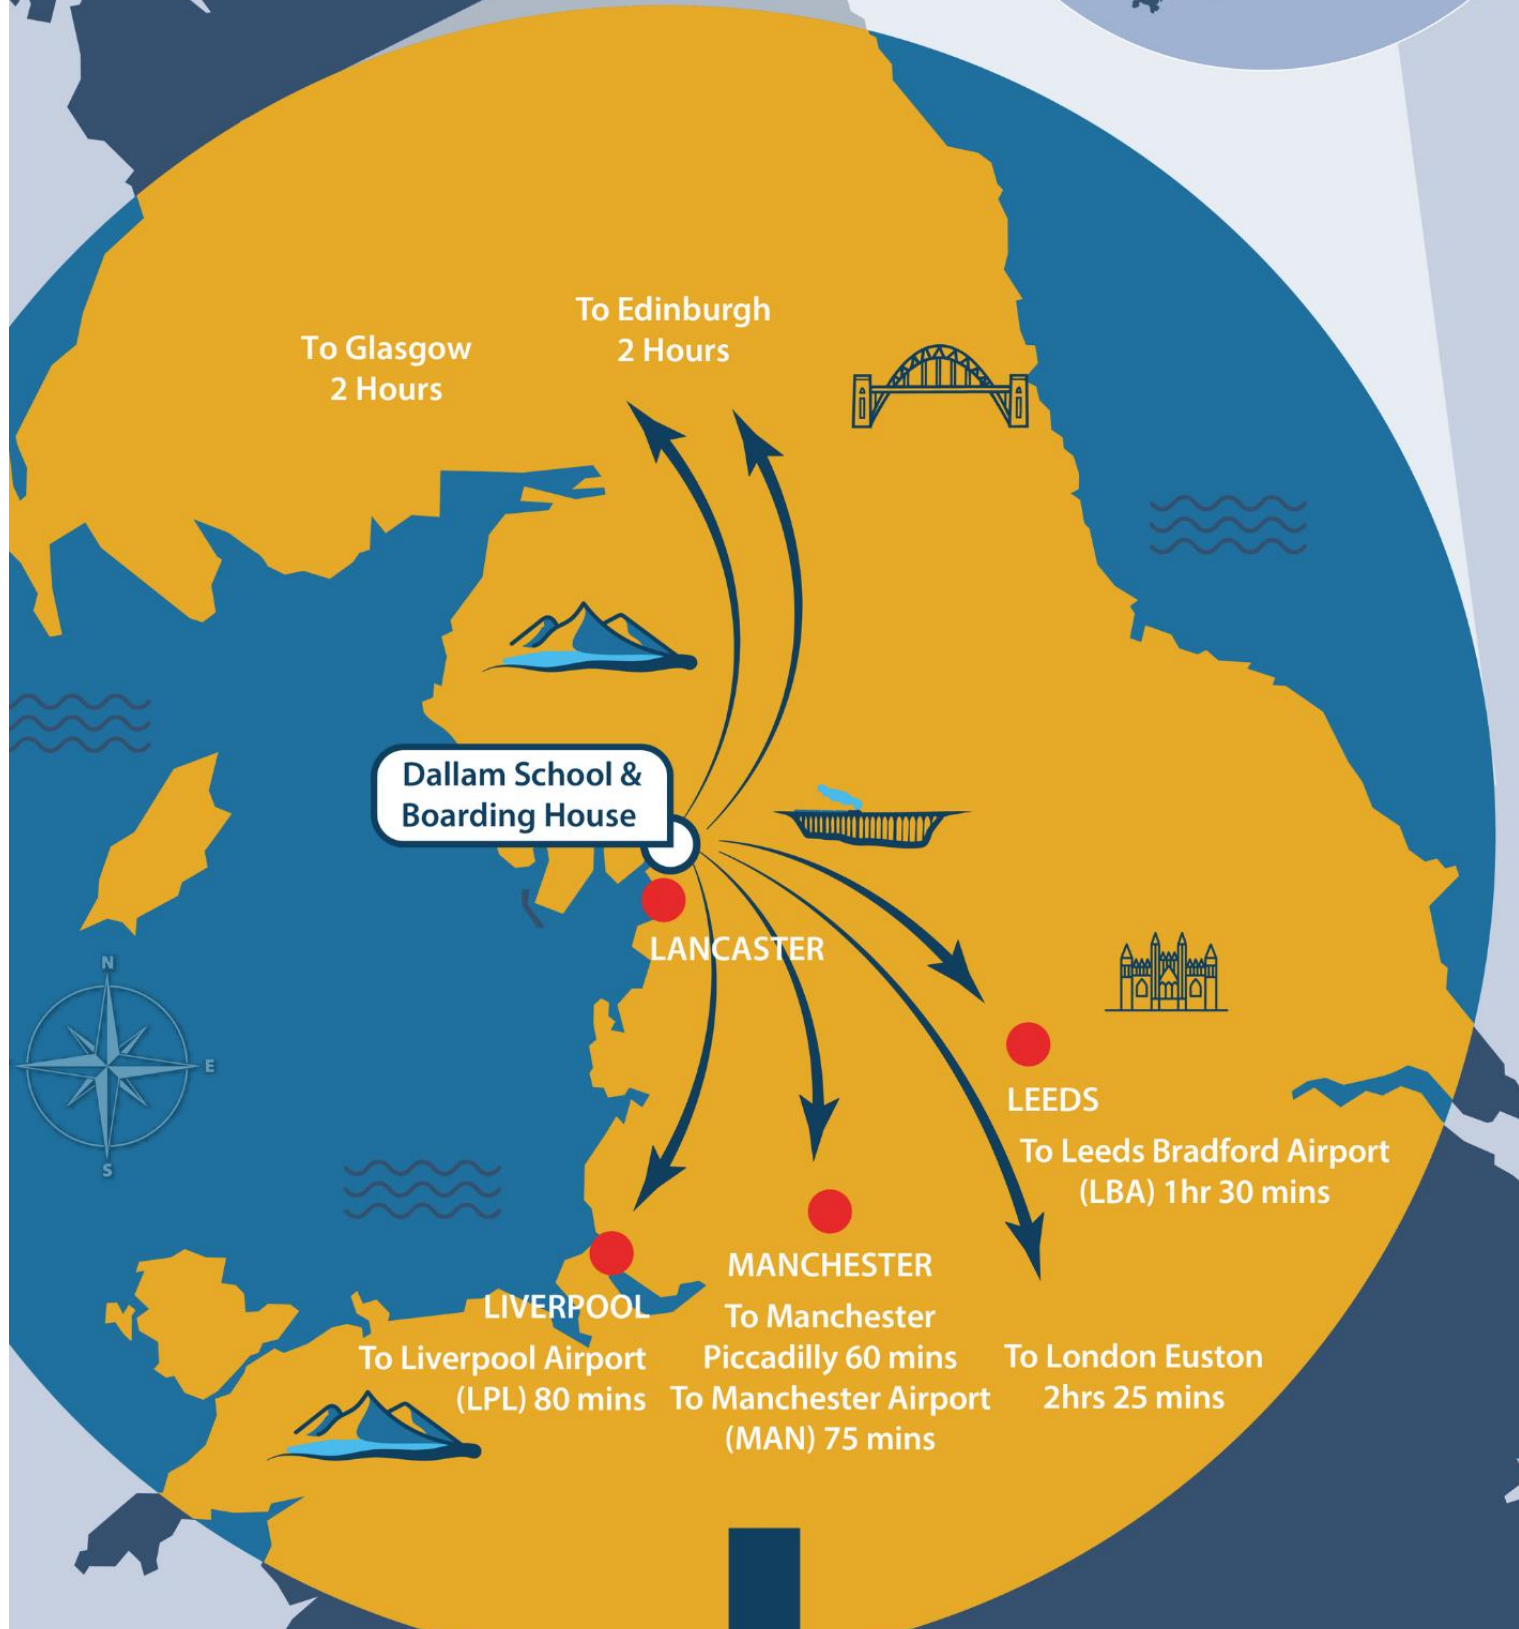 To Edinburgh
2 Hours
To Glasgow
2 Hours
Dallam School &
Boarding House
LANCASTER
N
E
S
LEEDS
To Leeds Bradford Airport
(LBA) 1hr 30 mins
MANCHESTER
To Manchester
Piccadilly 60 mins
To Manchester Airport
(MAN) 75 mins
LIVERPOOL
To Liverpool Airport
(LPL) 80 mins
To London Euston
2hrs 25 mins